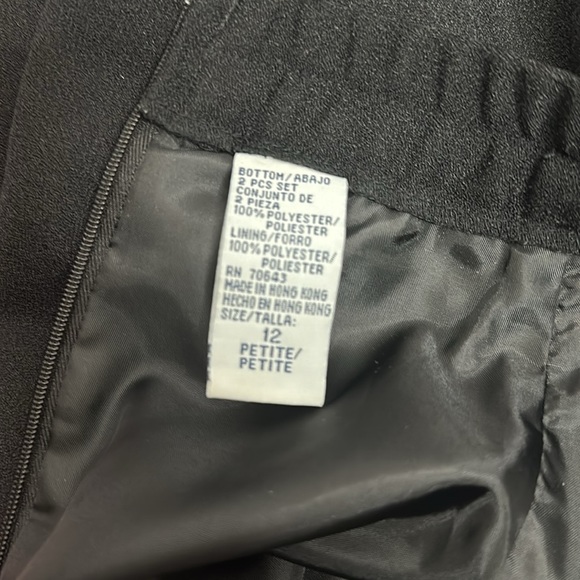 BOTTOM/ABAJO
2 PCS SET
CONJUNTO DE
2 PIEZA
100% POLYESTER/
POLIESTER
LINING/FORRO
100% POLYESTER/
POLIESTER
RN 70643
MADE IN HONG KONG
HECHO EN HONG KONG
SIZE/TALLA:
12
PETITE/
PETITE